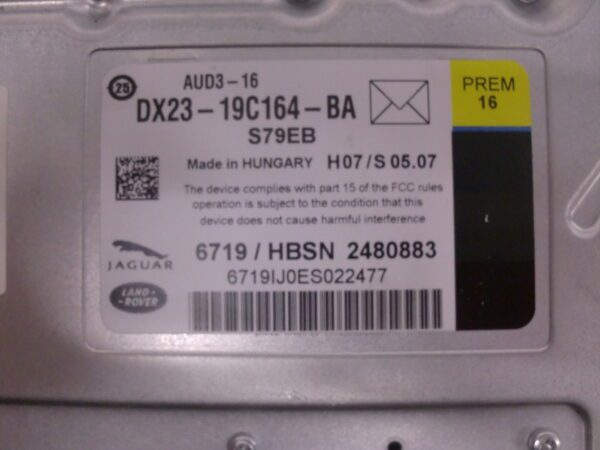 25
AUD3-16
DX23-19C164-BA
S79EB
PREM
16
Made in HUNGARY H07/S 05.07
The device complies with part 15 of the FCC rules
operation is subject to the condition that this
device does not cause harmful interference
JAGUAR
6719 / HBSN 2480883
6719IJ0ES022477
LAND-
-ROVER